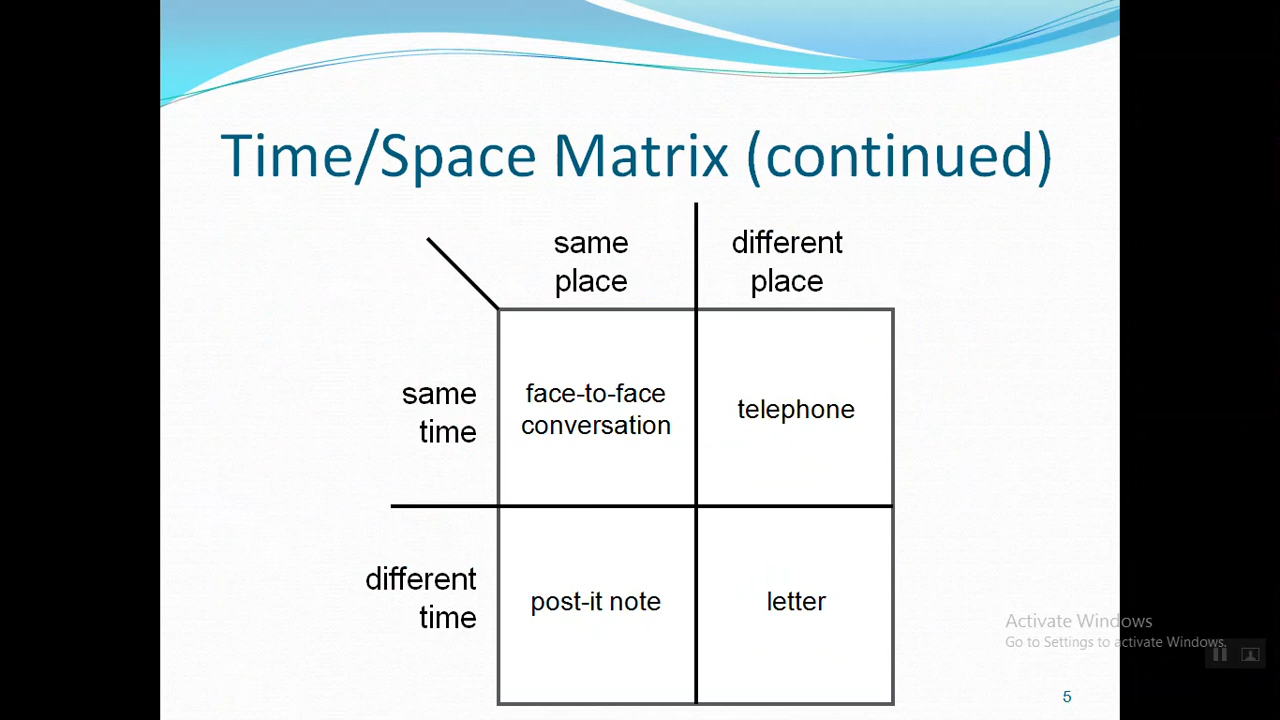 Time/Space Matrix (continued)
same
place
different
place
same
time
face-to-face
conversation
telephone
different
time
post-it note
letter
Activate Windows
Go to Settings to activate Windows.
5